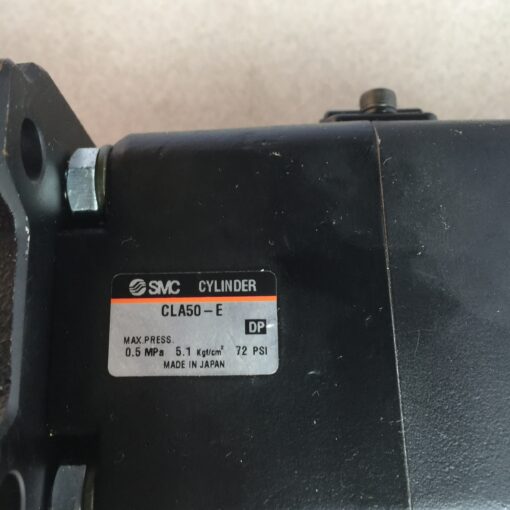 SMC CYLINDER
CLA50-E
DP
MAX.PRESS.
0.5 MPa 5.1 Kgf/cm² 72 PSI
MADE IN JAPAN